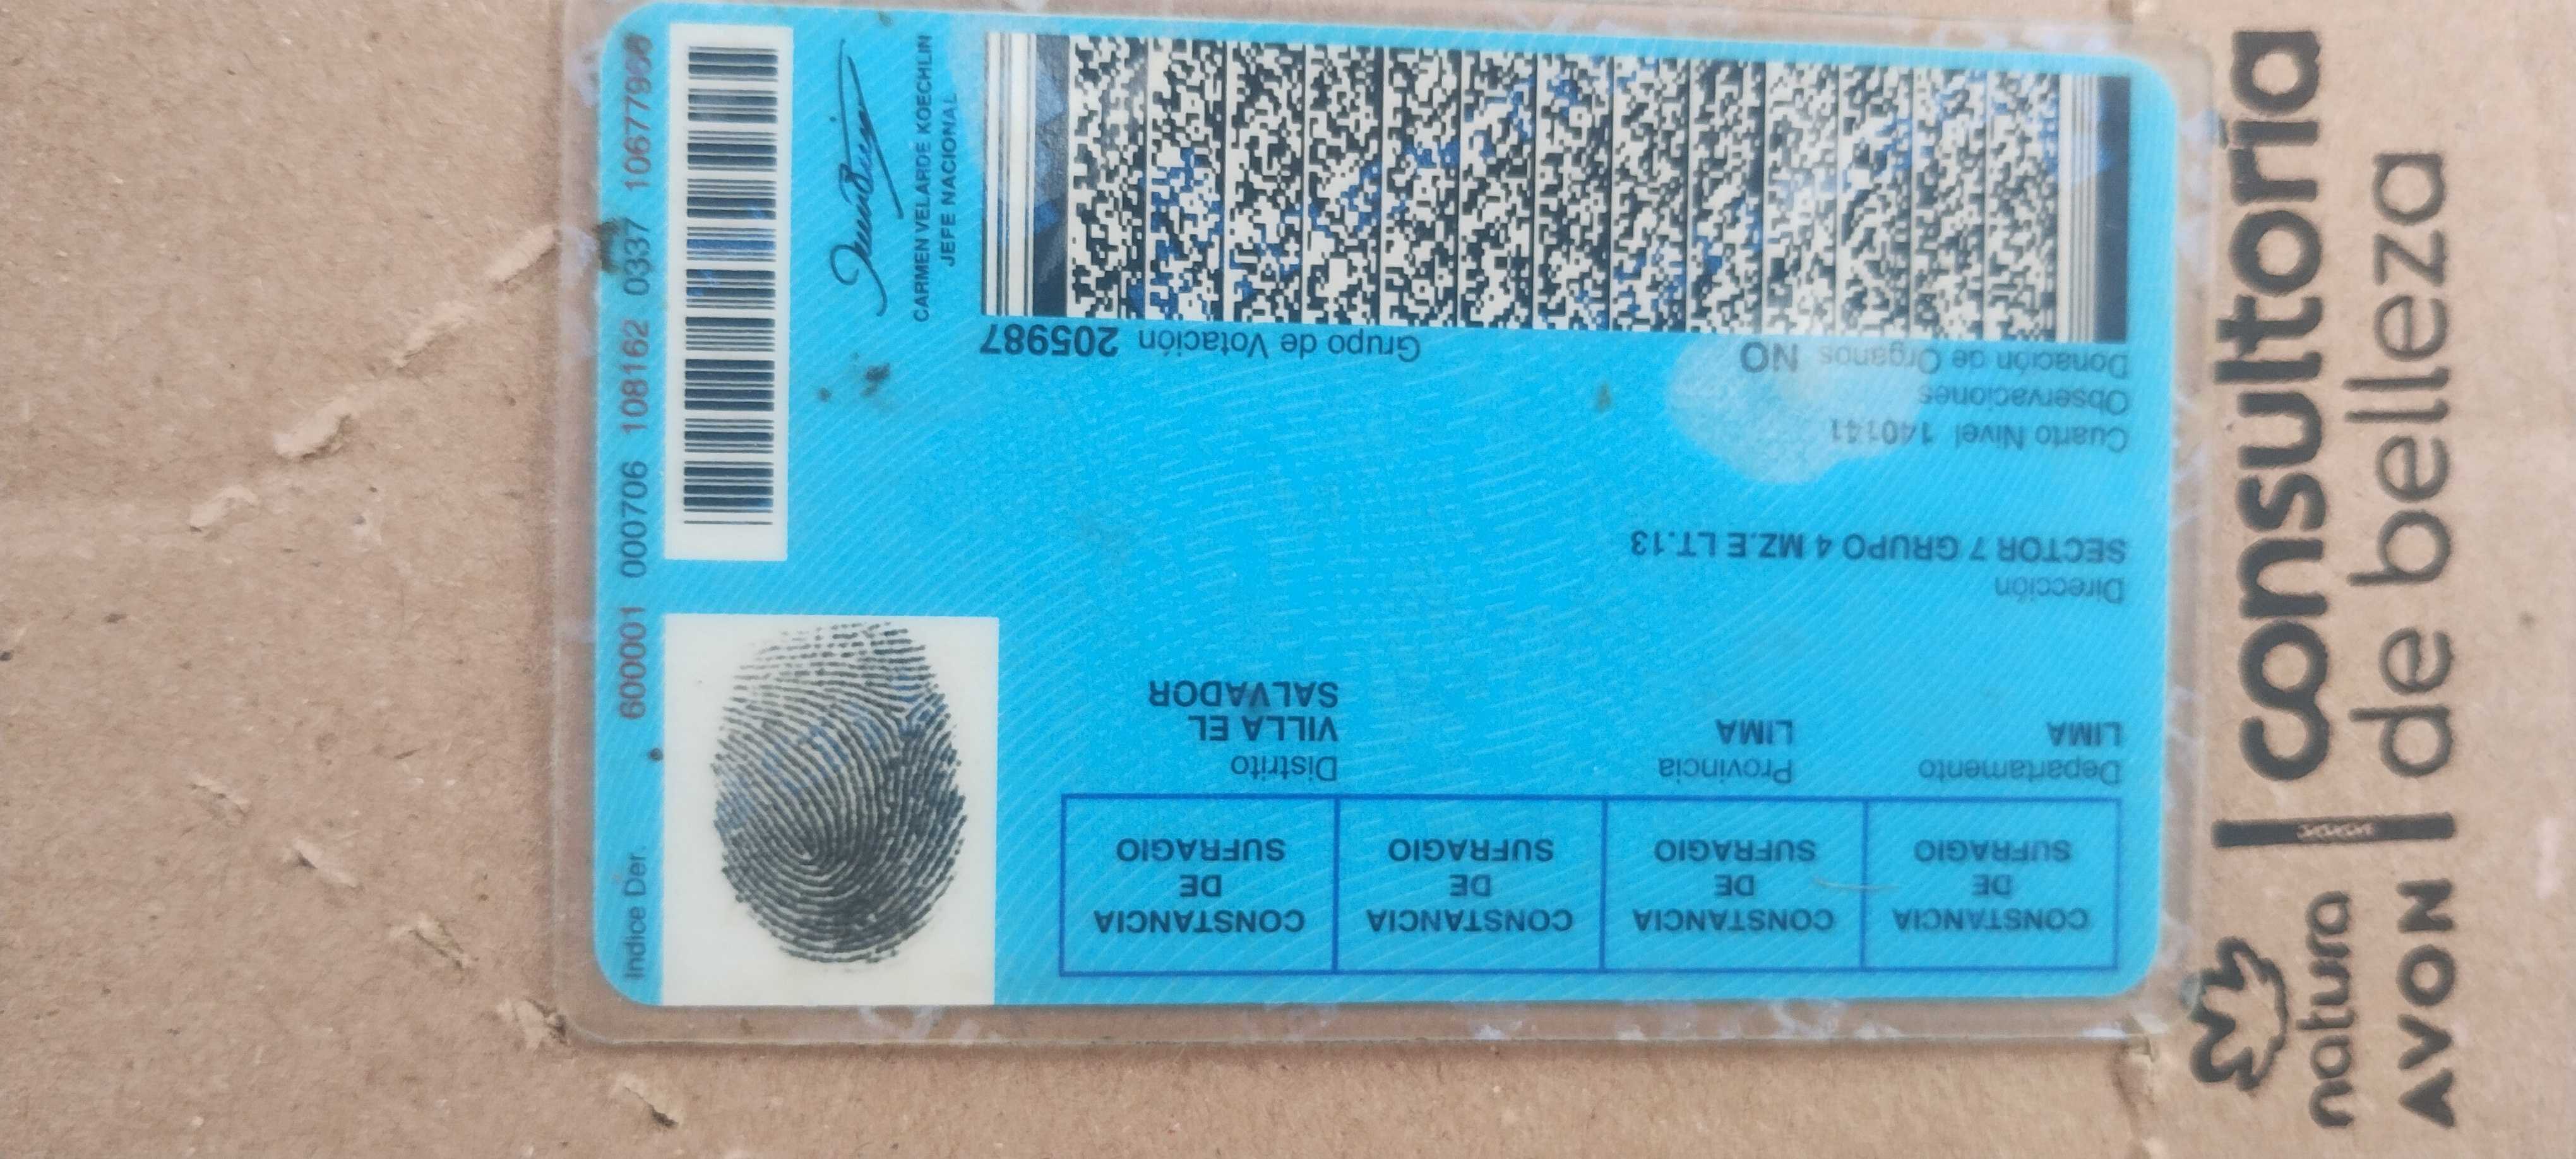 CONSTANCIA DE SUFRAGIO
CONSTANCIA DE SUFRAGIO
CONSTANCIA DE SUFRAGIO
CONSTANCIA DE SUFRAGIO
Departamento
LIMA
Provincia
LIMA
Distrito
VILLA EL
SALVADOR
Dirección
SECTOR 7 GRUPO 4 MZ.E LT.13
Cuarto Nivel 140141
Observaciones
Donación de Órganos NO
Grupo de Votación 205987
Indice Der.
600001 000706 108162 0337
CARMEN VELARDE KOECHLIN
JEFE NACIONAL
natura
AVON
consultoría
de belleza